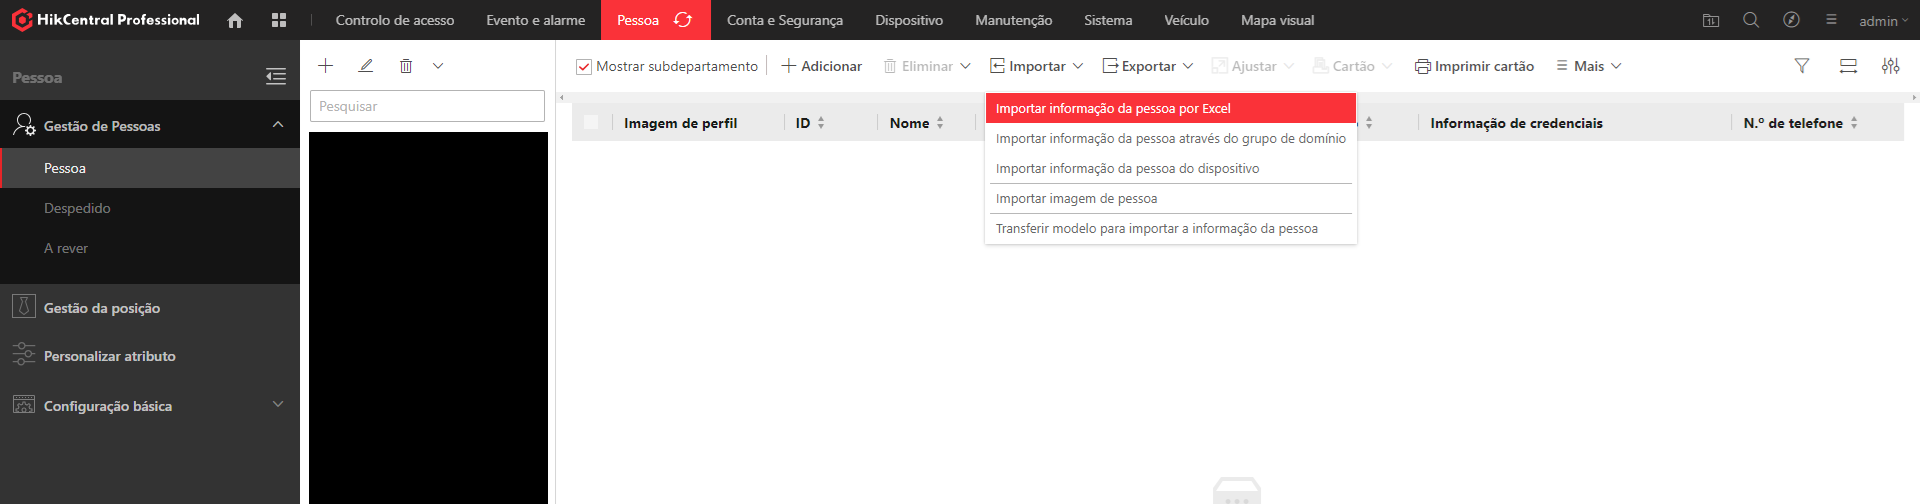 HikCentral Professional
Controlo de acesso
Evento e alarme
Pessoa
Conta e Segurança
Dispositivo
Manutenção
Sistema
Veículo
Mapa visual
admin
Pessoa
Gestão de Pessoas
Pessoa
Despedido
A rever
Gestão da posição
Personalizar atributo
Configuração básica
Pesquisar
Mostrar subdepartamento
Adicionar
Eliminar
Importar
Exportar
Ajustar
Cartão
Imprimir cartão
Mais
Imagem de perfil
ID
Nome
Informação de credenciais
N.º de telefone
Importar informação da pessoa por Excel
Importar informação da pessoa através do grupo de domínio
Importar informação da pessoa do dispositivo
Importar imagem de pessoa
Transferir modelo para importar a informação da pessoa